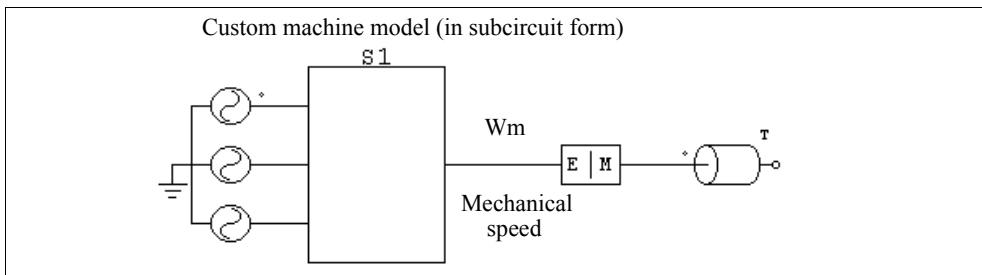 Custom machine model (in subcircuit form)
S1
Wm
T
E | M
Mechanical
speed